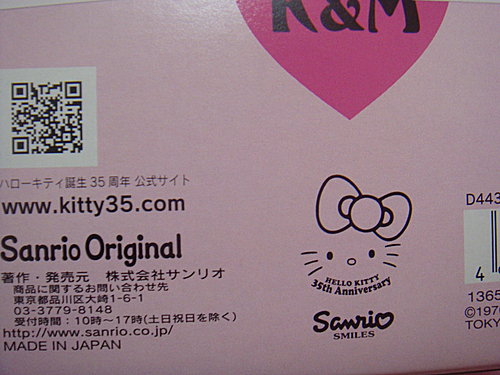 K&M
ハローキティ誕生35周年 公式サイト
www.kitty35.com
Sanrio Original
著作・発売元　株式会社サンリオ
商品に関するお問い合わせ先
東京都品川区大崎1-6-1
03-3779-8148
受付時間：10時〜17時(土日祝日を除く)
http://www.sanrio.co.jp/
MADE IN JAPAN
HELLO KITTY
35th Anniversary
Sanrio
SMILES
D443
4
1365
©1976
TOKY